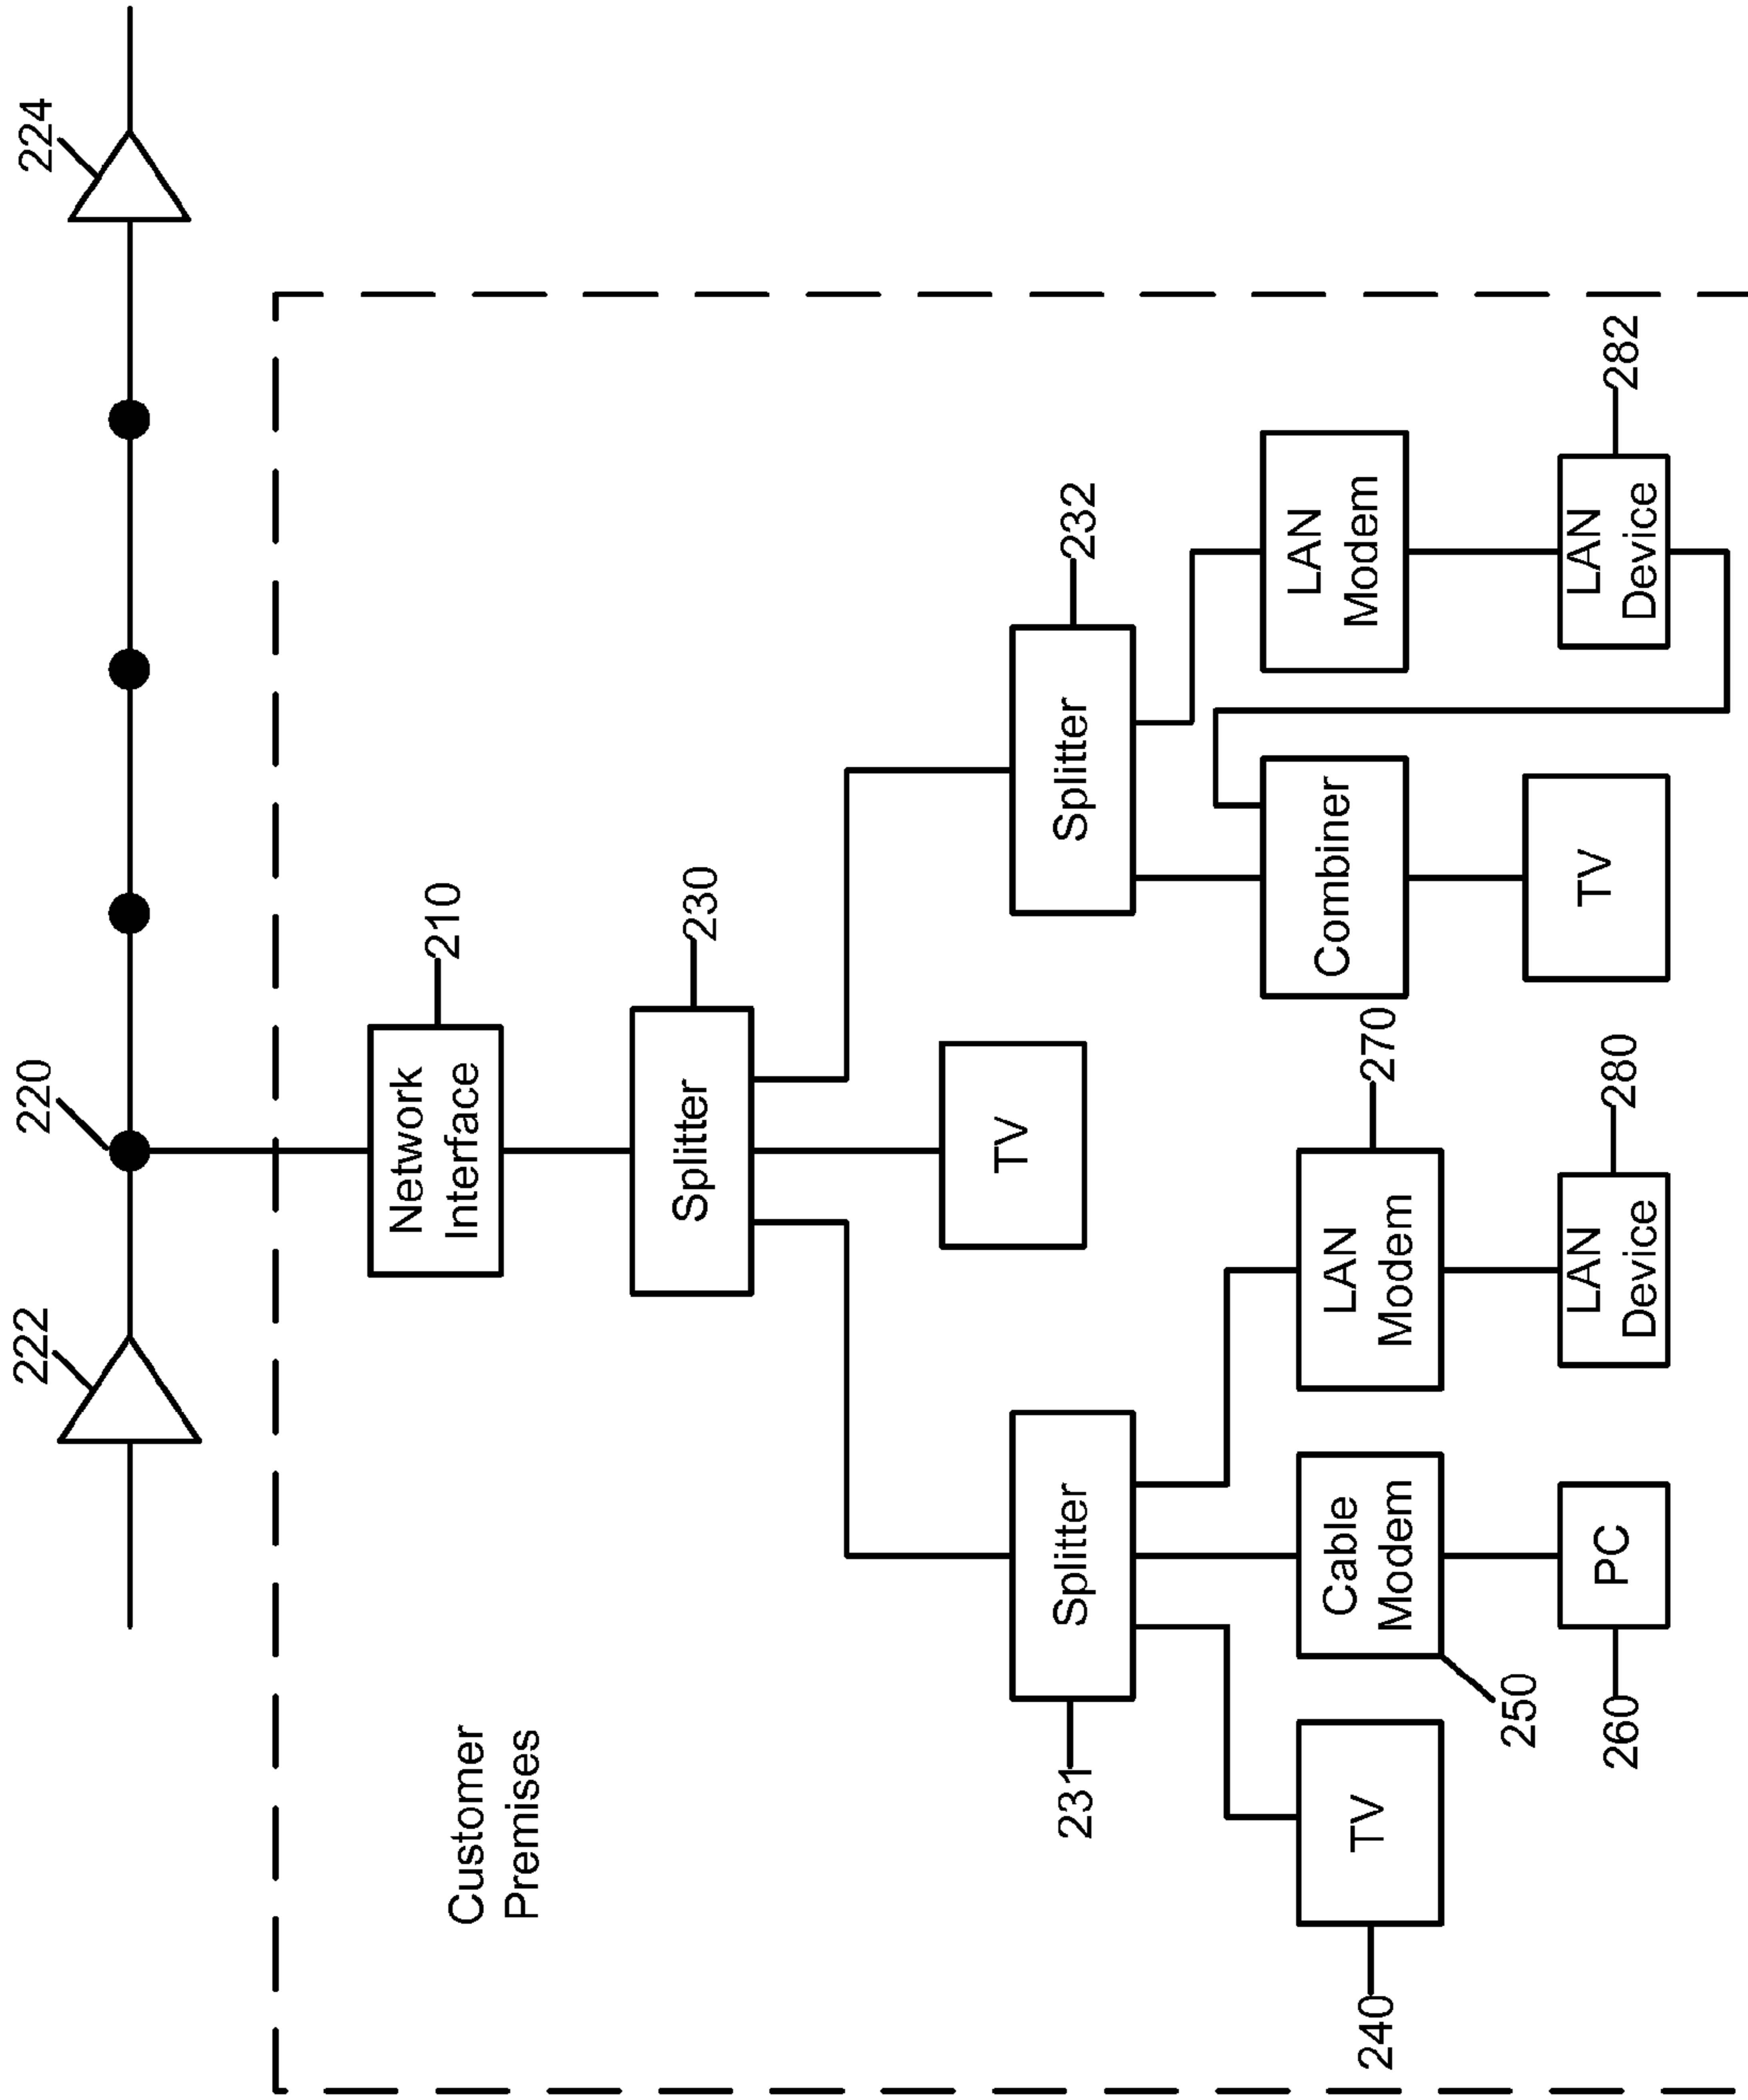 222
220
224
Customer
Premises
Network
Interface
210
Splitter
230
TV
231
Splitter
Splitter
232
240
TV
Cable
Modem
250
LAN
Modem
270
Combiner
LAN
Modem
260
PC
LAN
Device
280
TV
LAN
Device
282